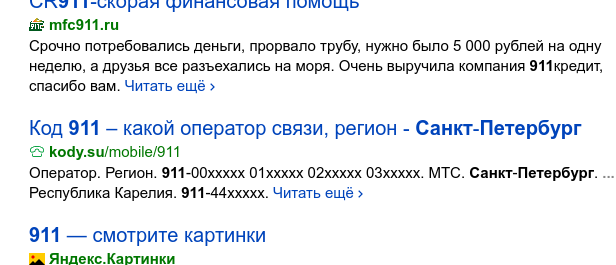 CR911-скорая финансовая помощь
mfc911.ru
Срочно потребовались деньги, прорвало трубу, нужно было 5 000 рублей на одну
неделю, а друзья все разъехались на моря. Очень выручила компания 911кредит,
спасибо вам. Читать ещё ›
Код 911 – какой оператор связи, регион - Санкт-Петербург
kody.su/mobile/911
Оператор. Регион. 911-00xxxxx 01xxxxx 02xxxxx 03xxxxx. МТС. Санкт-Петербург. ...
Республика Карелия. 911-44xxxxx. Читать ещё ›
911 — смотрите картинки
Яндекс.Картинки